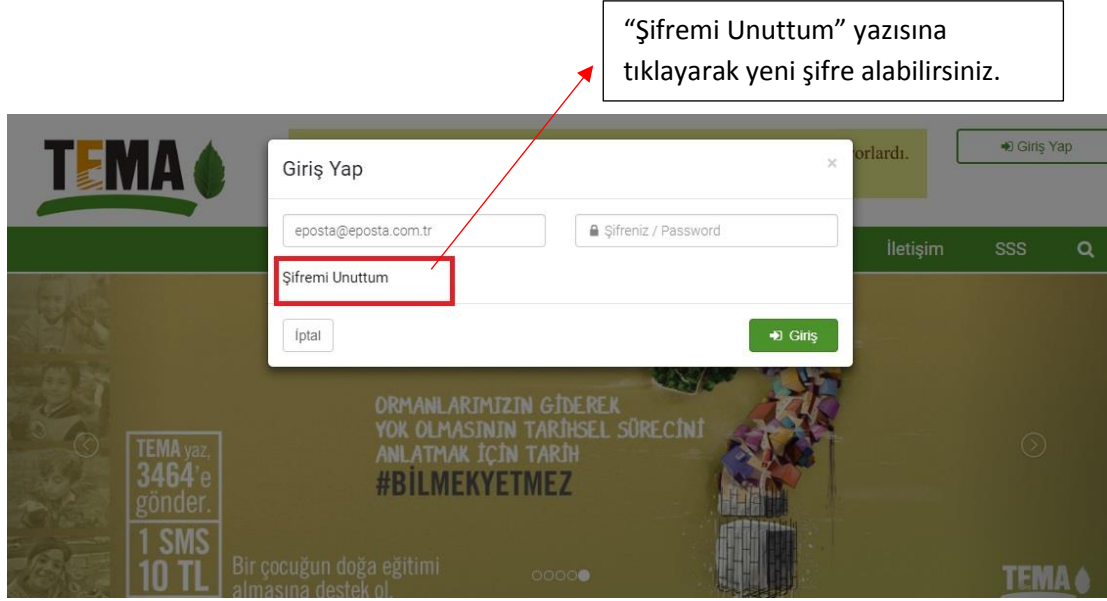 “Şifremi Unuttum” yazısına
tıklayarak yeni şifre alabilirsiniz.
TEMA
orlardı.
Giriş Yap
Giriş Yap
×
eposta@eposta.com.tr
Şifreniz / Password
İletişim
SSS
Şifremi Unuttum
İptal
Giriş
ORMANLARIMIZIN GİDEREK
YOK OLMASININ TARİHSEL SÜRECİNİ
ANLATMAK İÇİN TARİH
#BİLMEKYETMEZ
TEMA yaz,
3464'e
gönder.
1 SMS
10 TL
Bir çocuğun doğa eğitimi
almasına destek ol.
TEMA